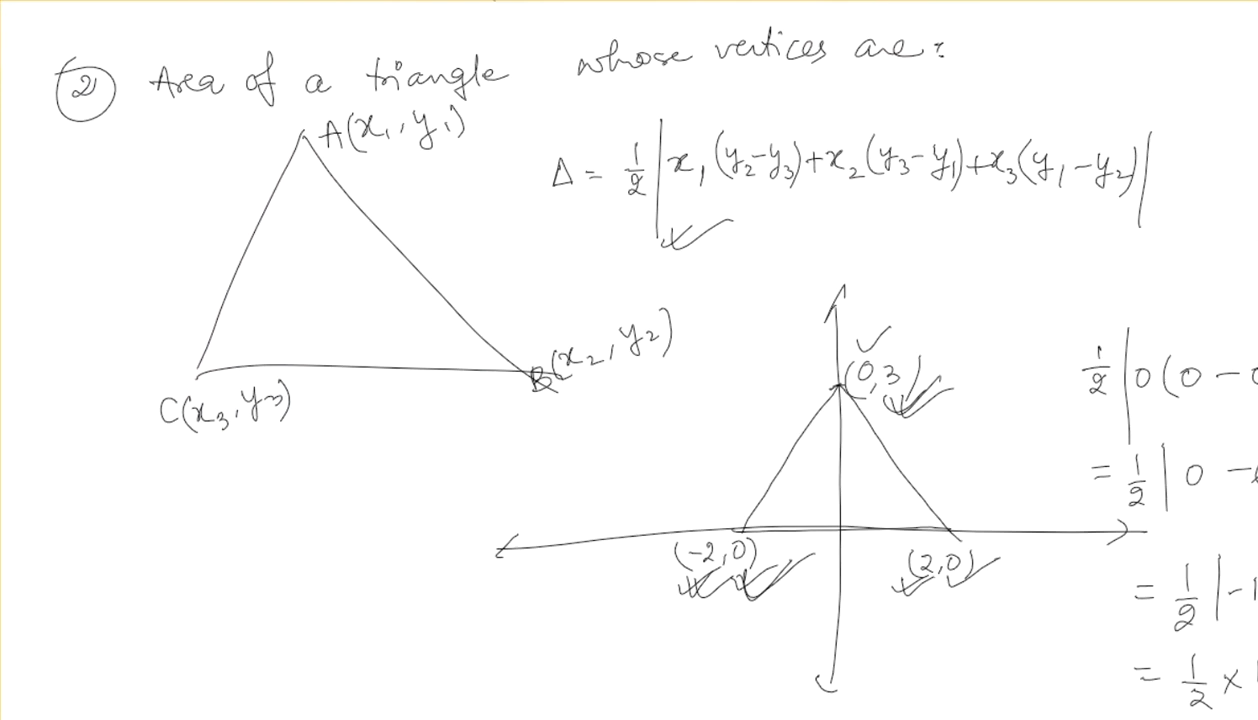 ② Area of a triangle whose vertices are:
A(x₁, y₁)
Δ = 1/2 |x₁(y₂-y₃)+x₂(y₃-y₁)+x₃(y₁-y₂)|
B(x₂, y₂)
C(x₃, y₃)
(0,3)
(-2,0)
(2,0)
1/2 |0(0-
= 1/2 |0 -
= 1/2 |-1
= 1/2 ×